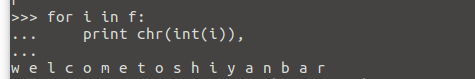 >>> for i in f:
...     print chr(int(i)),
...
w e l c o m e t o s h i y a n b a r